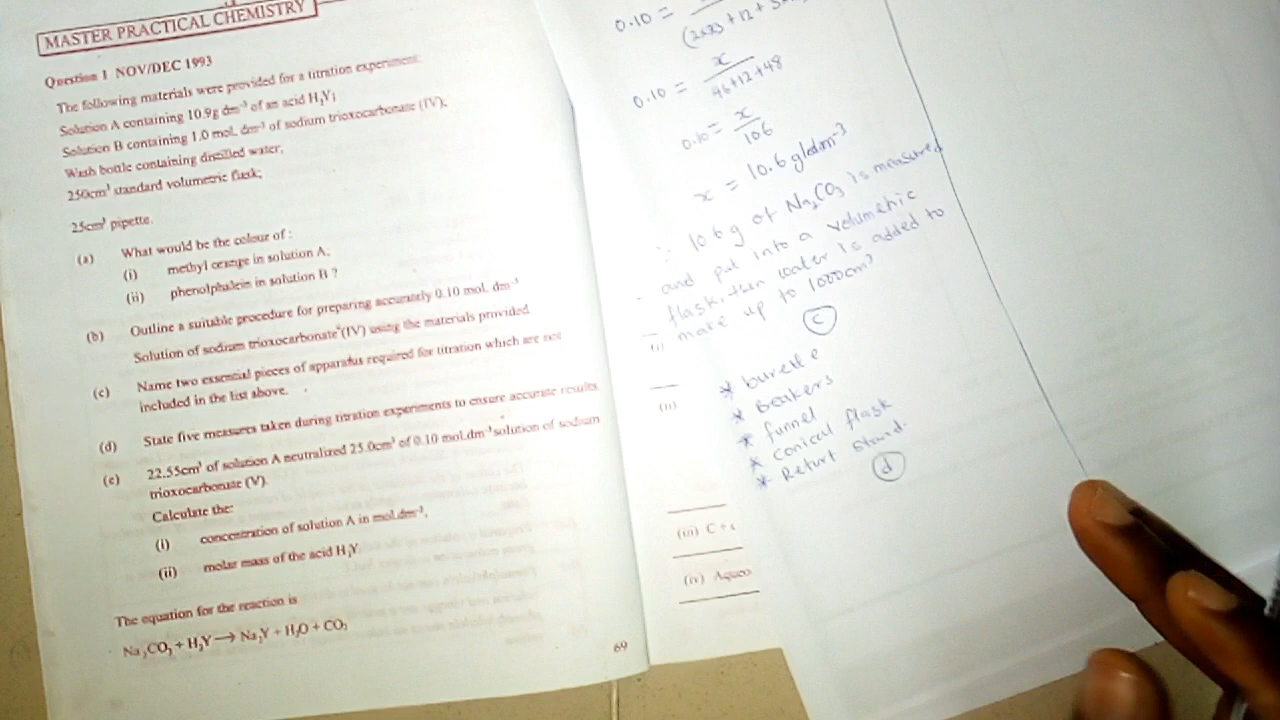 MASTER PRACTICAL CHEMISTRY
Question 1 NOV/DEC 1993
The following materials were provided for a titration experiment.
Solution A containing 10.9g dm⁻³ of an acid H₂Y;
Solution B containing 1.0 mol. dm⁻³ of sodium trioxocarbonate (IV),
Wash bottle containing distilled water,
250cm³ standard volumetric flask;
25cm³ pipette.
(a) What would be the colour of :
(i) methyl orange in solution A,
(ii) phenolphalein in solution B ?
(b) Outline a suitable procedure for preparing accurately 0.10 mol. dm⁻³
Solution of sodium trioxocarbonate (IV) using the materials provided
(c) Name two essential pieces of apparatus required for titration which are not
included in the list above.
(d) State five measures taken during titration experiments to ensure accurate results.
(e) 22.55cm³ of solution A neutralized 25.0cm³ of 0.10 mol.dm⁻³ solution of sodium
trioxocarbonate (V).
Calculate the:
(i) concentration of solution A in mol.dm⁻³,
(ii) molar mass of the acid H₂Y
The equation for the reaction is
Na₂CO₃ + H₂Y → Na₂Y + H₂O + CO₂
69
0.10 =
(2x23 + 12 +
0.10 = x
46+12+48
0.10 = x
106
x = 10.6 g/dm⁻³
∴ 10.6g of Na₂CO₃ is measured
and put into a volumetric
flask, then water is added to
make up to 1000cm³
(c)
* burette
* Beakers
* funnel
* conical flask
* Returt stand.
(d)
(i)
(ii)
(iii) C +
(iv) Aqueo